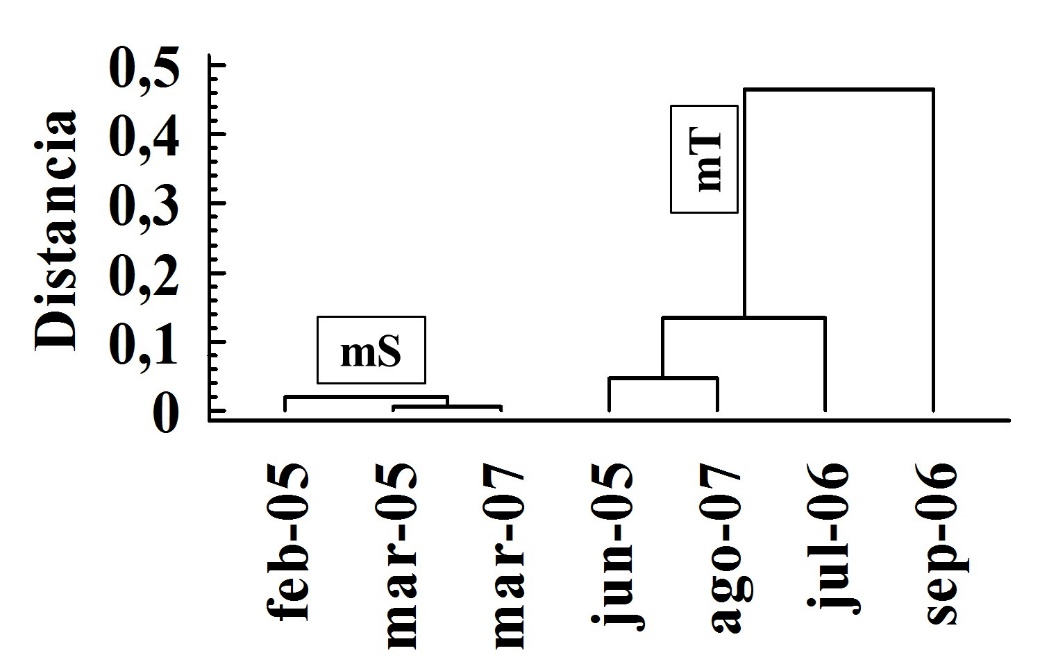 Distancia
0,5
0,4
0,3
0,2
0,1
0
mS
mT
feb-05
mar-05
mar-07
jun-05
ago-07
jul-06
sep-06